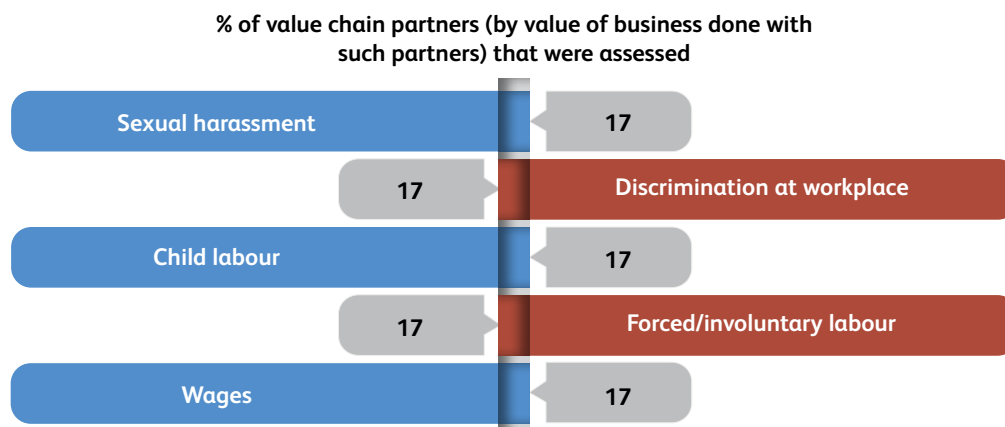 % of value chain partners (by value of business done with
such partners) that were assessed
Sexual harassment 17
17 Discrimination at workplace
Child labour 17
17 Forced/involuntary labour
Wages 17